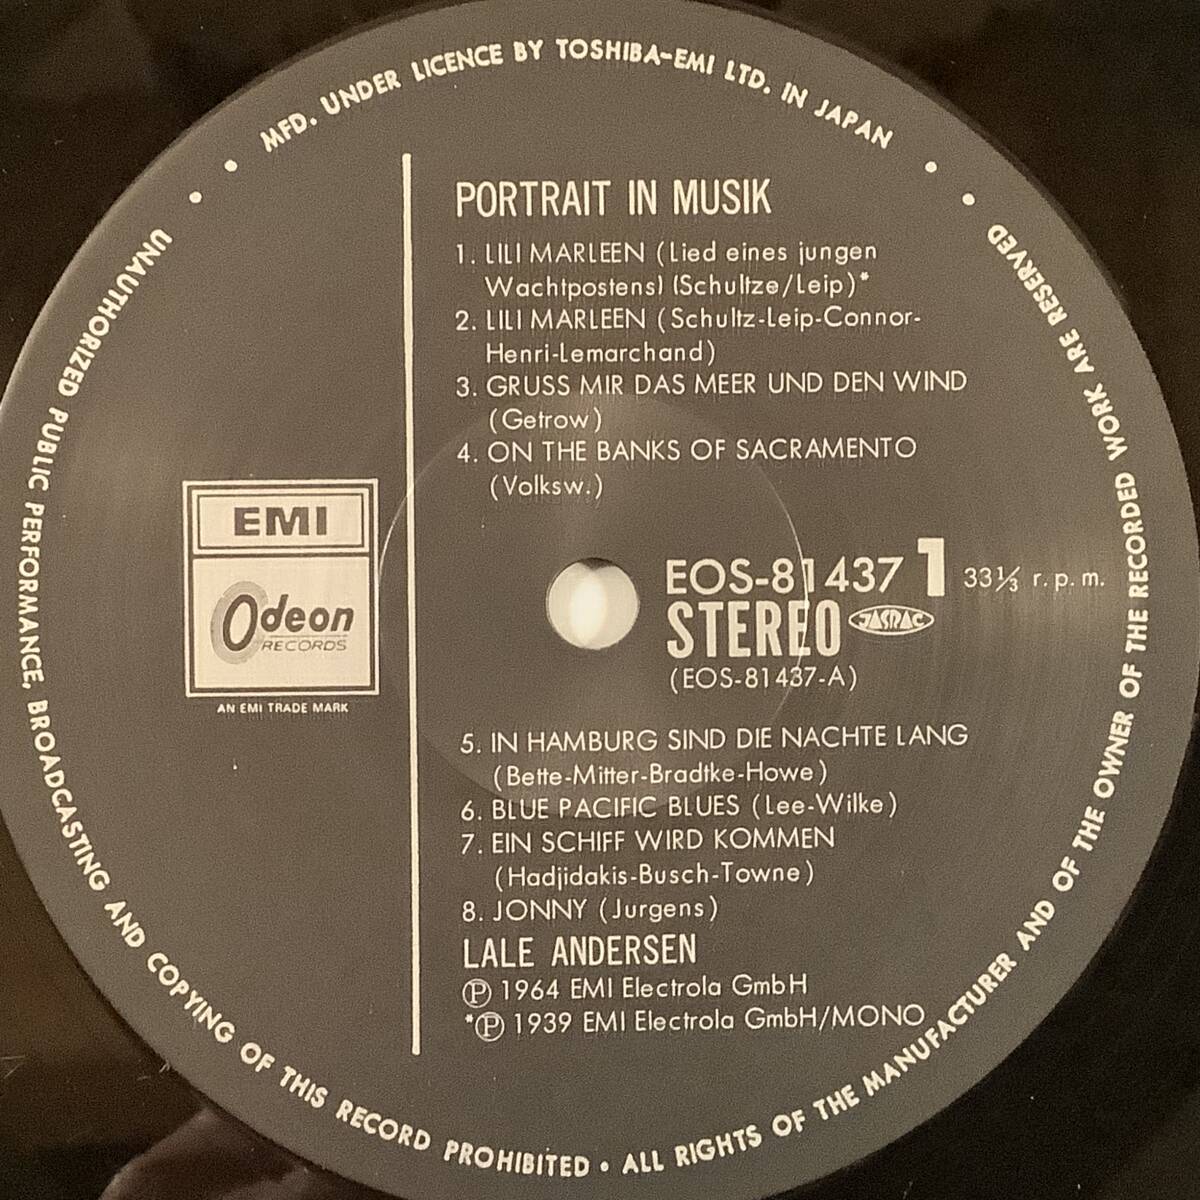 MFD. UNDER LICENCE BY TOSHIBA-EMI LTD. IN JAPAN
PORTRAIT IN MUSIK
1. LILI MARLEEN (Lied eines jungen
Wachtpostens) (Schultze/Leip)*
2. LILI MARLEEN (Schultz-Leip-Connor-
Henri-Lemarchand)
3. GRUSS MIR DAS MEER UND DEN WIND
(Getrow)
4. ON THE BANKS OF SACRAMENTO
(Volksw.)
EMI
Odeon
RECORDS
AN EMI TRADE MARK
EOS-81437 1 33⅓ r.p.m.
STEREO JASRAC
(EOS-81437-A)
5. IN HAMBURG SIND DIE NACHTE LANG
(Bette-Mitter-Bradtke-Howe)
6. BLUE PACIFIC BLUES (Lee-Wilke)
7. EIN SCHIFF WIRD KOMMEN
(Hadjidakis-Busch-Towne)
8. JONNY (Jurgens)
LALE ANDERSEN
℗ 1964 EMI Electrola GmbH
*℗ 1939 EMI Electrola GmbH/MONO
UNAUTHORIZED PUBLIC PERFORMANCE, BROADCASTING AND COPYING OF THIS RECORD PROHIBITED • ALL RIGHTS OF THE MANUFACTURER AND OF THE OWNER OF THE RECORDED WORK ARE RESERVED